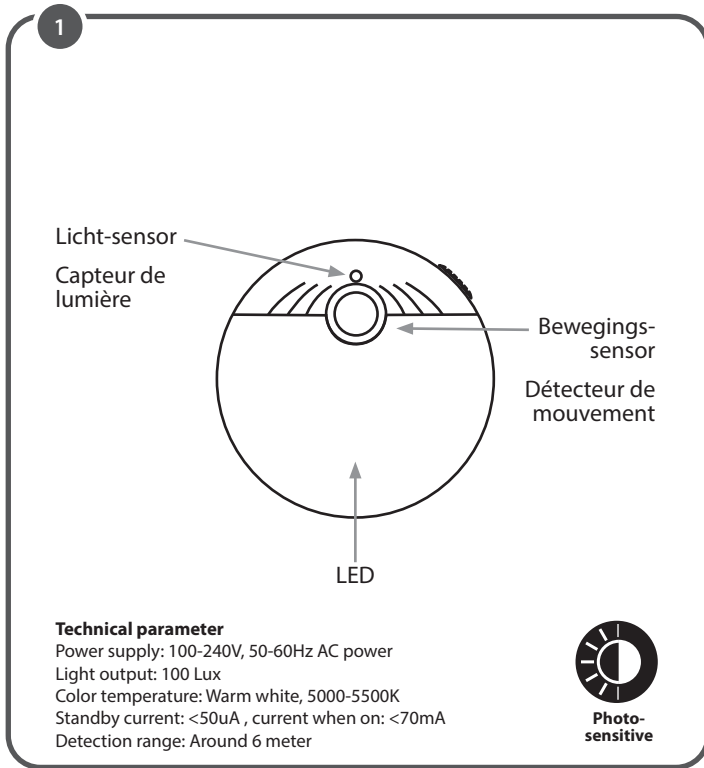 1
Licht-sensor
Capteur de
lumière
Bewegings-
sensor
Détecteur de
mouvement
LED
Technical parameter
Power supply: 100-240V, 50-60Hz AC power
Light output: 100 Lux
Color temperature: Warm white, 5000-5500K
Standby current: <50uA , current when on: <70mA
Detection range: Around 6 meter
Photo-
sensitive